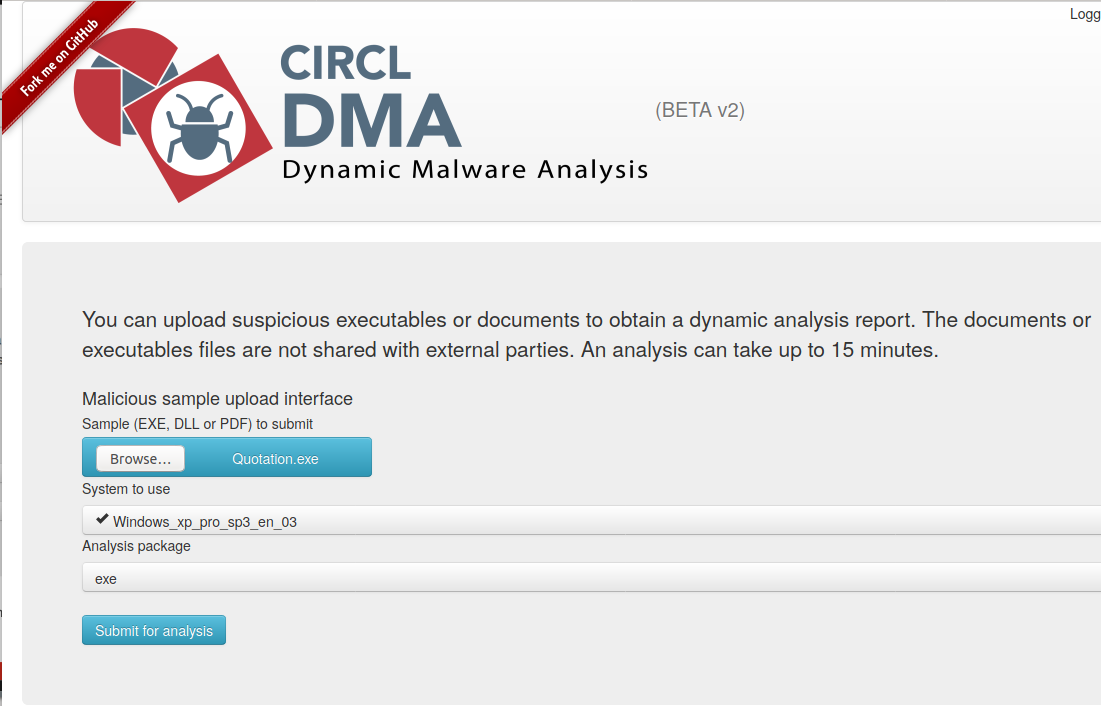 Fork me on GitHub
Logg
CIRCL
DMA
Dynamic Malware Analysis
(BETA v2)
You can upload suspicious executables or documents to obtain a dynamic analysis report. The documents or
executables files are not shared with external parties. An analysis can take up to 15 minutes.
Malicious sample upload interface
Sample (EXE, DLL or PDF) to submit
Browse...
Quotation.exe
System to use
Windows_xp_pro_sp3_en_03
Analysis package
exe
Submit for analysis